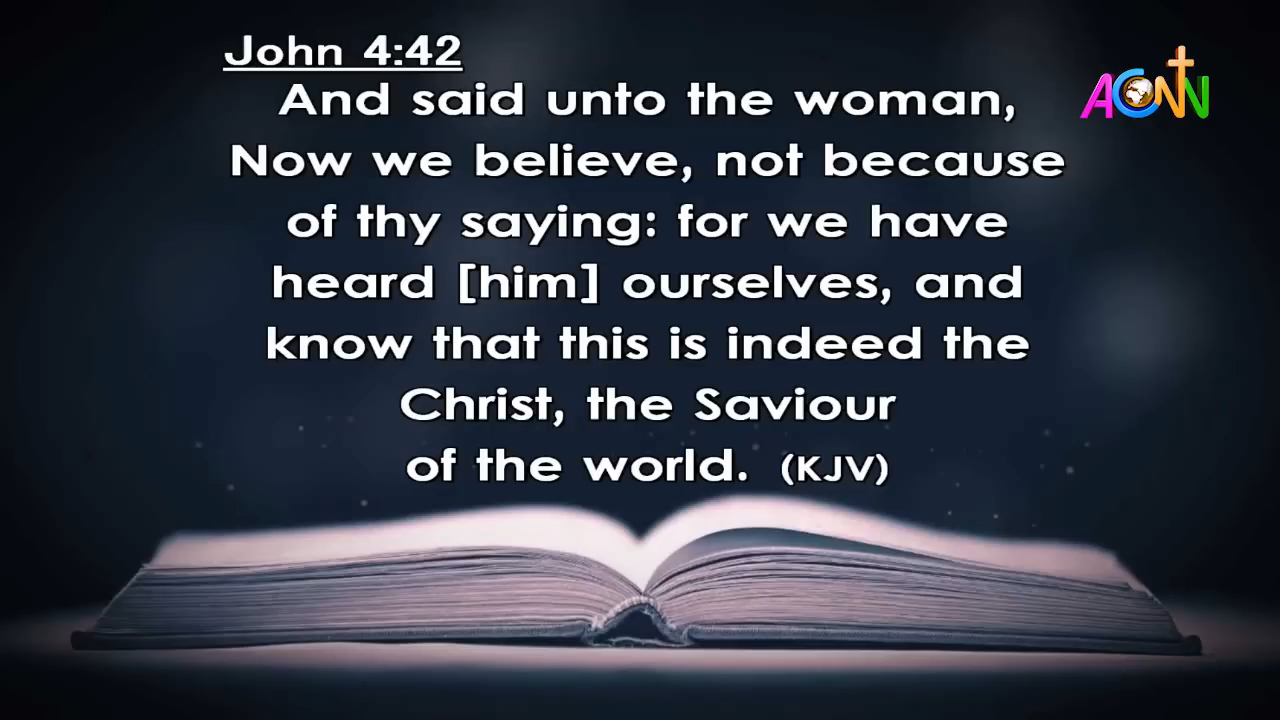 John 4:42
ACNN
And said unto the woman,
Now we believe, not because
of thy saying: for we have
heard [him] ourselves, and
know that this is indeed the
Christ, the Saviour
of the world. (KJV)